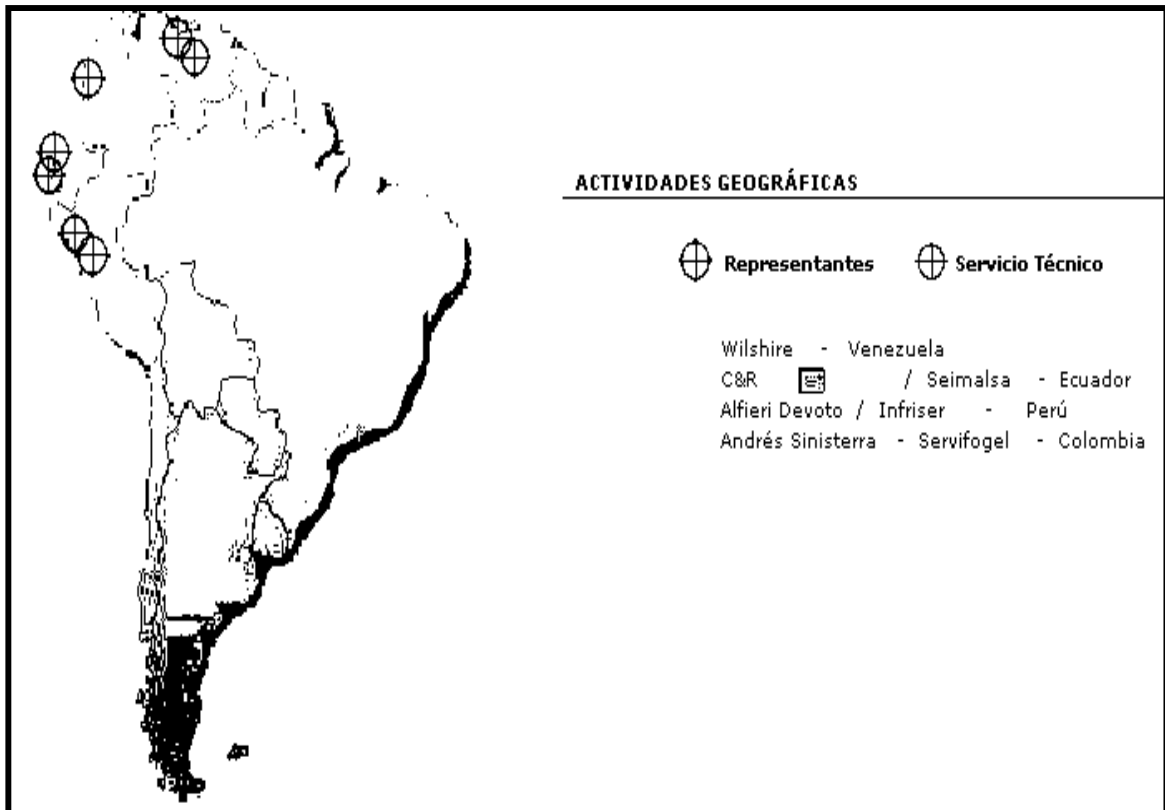 ACTIVIDADES GEOGRÁFICAS
Representantes Servicio Técnico
Wilshire - Venezuela
C&R / Seimalsa - Ecuador
Alfieri Devoto / Infriser - Perú
Andrés Sinisterra - Servifogel - Colombia